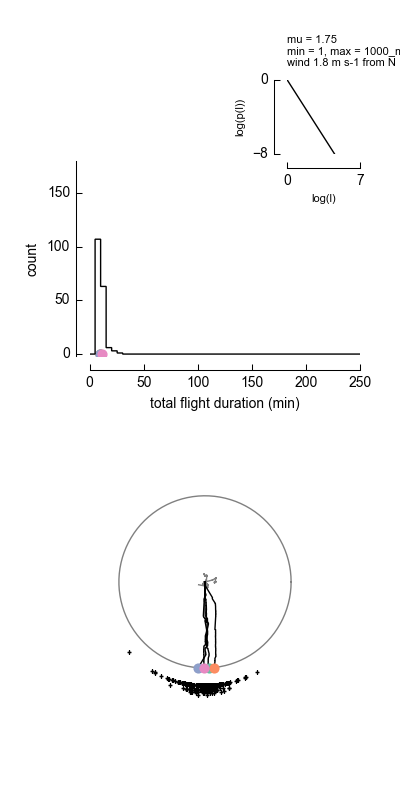 mu = 1.75
min = 1, max = 1000_m
wind 1.8 m s-1 from N
0
log(p(l))
−8
0
7
log(l)
150
100
50
0
count
0
50
100
150
200
250
total flight duration (min)